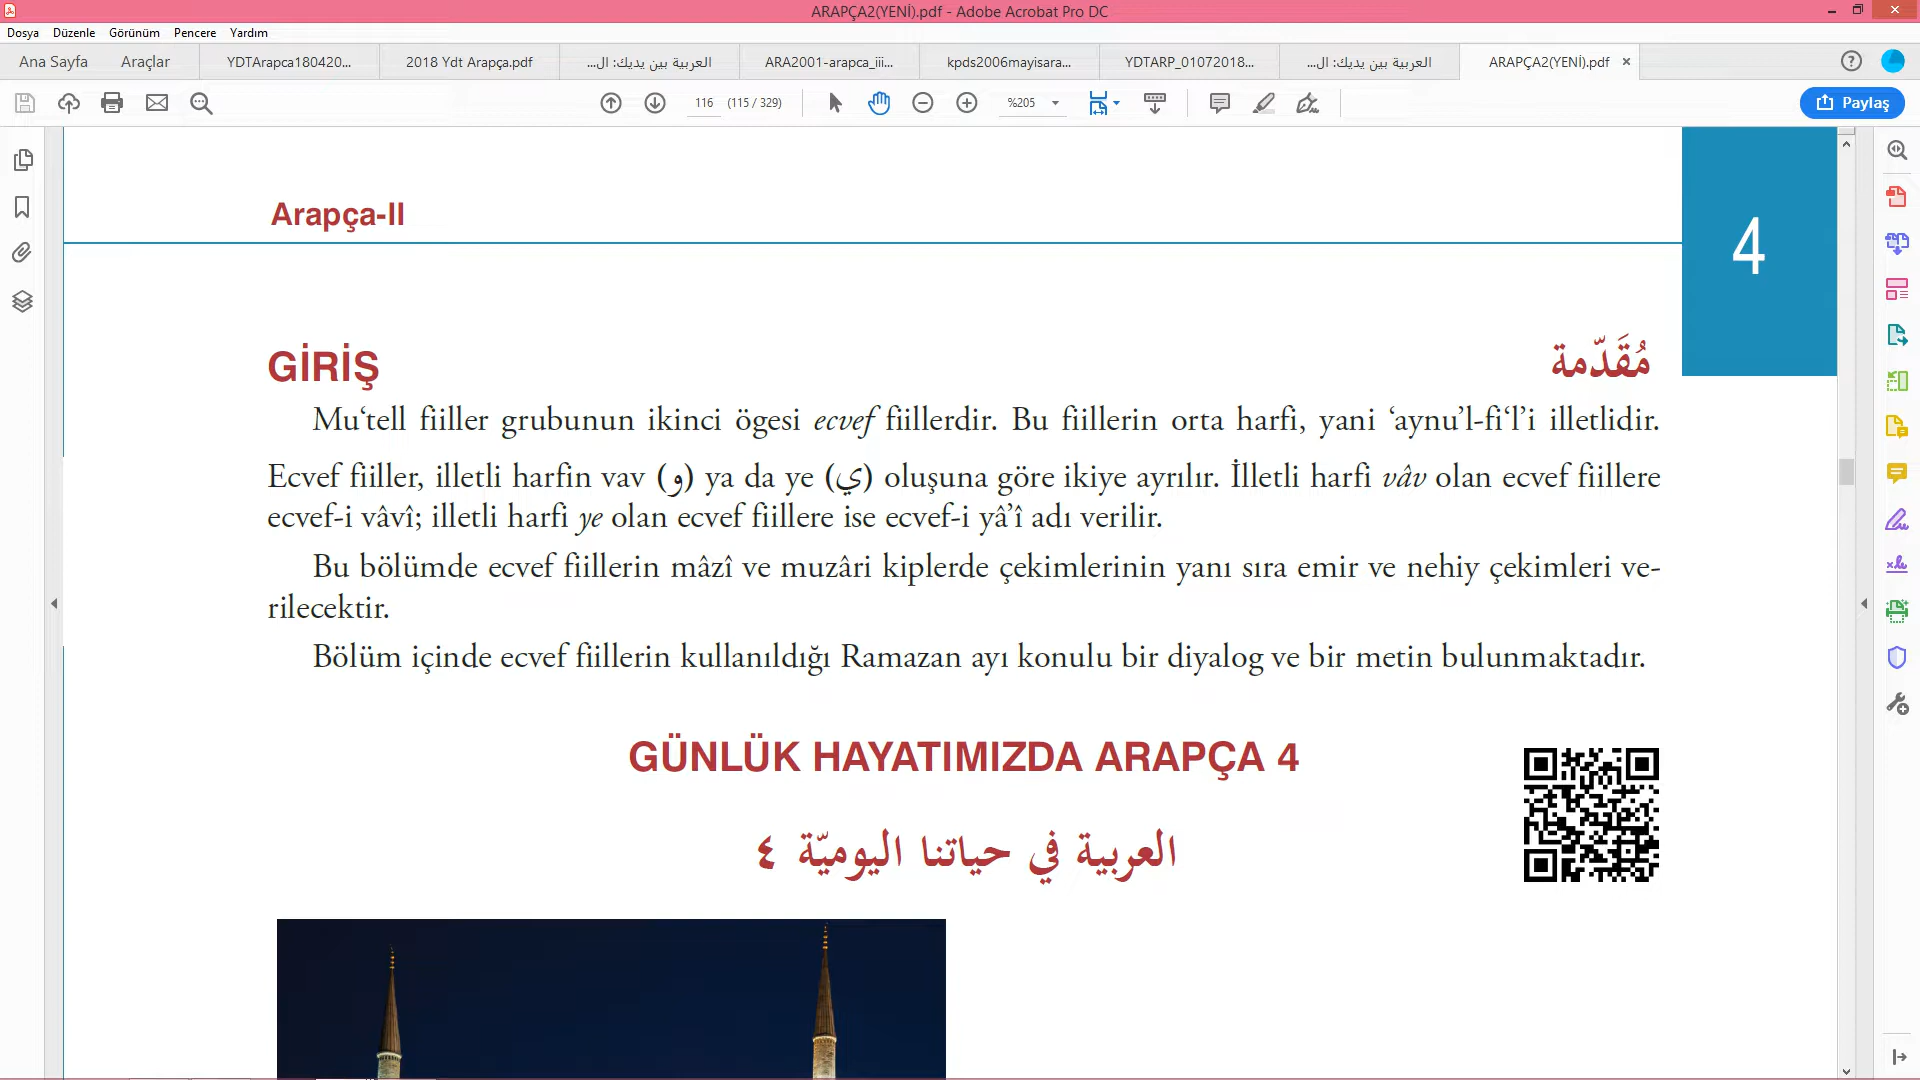 ARAPÇA2(YENİ).pdf - Adobe Acrobat Pro DC
Dosya Düzenle Görünüm Pencere Yardım
Ana Sayfa Araçlar YDTArapca180420... 2018 Ydt Arapça.pdf العربية بين يديك: ال... ARA2001-arapca_iii... kpds2006mayisara... YDTARP_01072018... العربية بين يديك: ال... ARAPÇA2(YENİ).pdf
116 (115 / 329) %205 Paylaş
Arapça-II
4
GİRİŞ مُقَدّمة
Mu‘tell fiiller grubunun ikinci ögesi ecvef fiillerdir. Bu fiillerin orta harfi, yani ‘aynu’l-fi‘l’i illetlidir.
Ecvef fiiller, illetli harfin vav (و) ya da ye (ي) oluşuna göre ikiye ayrılır. İlletli harfi vâv olan ecvef fiillere
ecvef-i vâvî; illetli harfi ye olan ecvef fiillere ise ecvef-i yâ’î adı verilir.
Bu bölümde ecvef fiillerin mâzî ve muzâri kiplerde çekimlerinin yanı sıra emir ve nehiy çekimleri ve-
rilecektir.
Bölüm içinde ecvef fiillerin kullanıldığı Ramazan ayı konulu bir diyalog ve bir metin bulunmaktadır.
GÜNLÜK HAYATIMIZDA ARAPÇA 4
العربية في حياتنا اليوميّة ٤